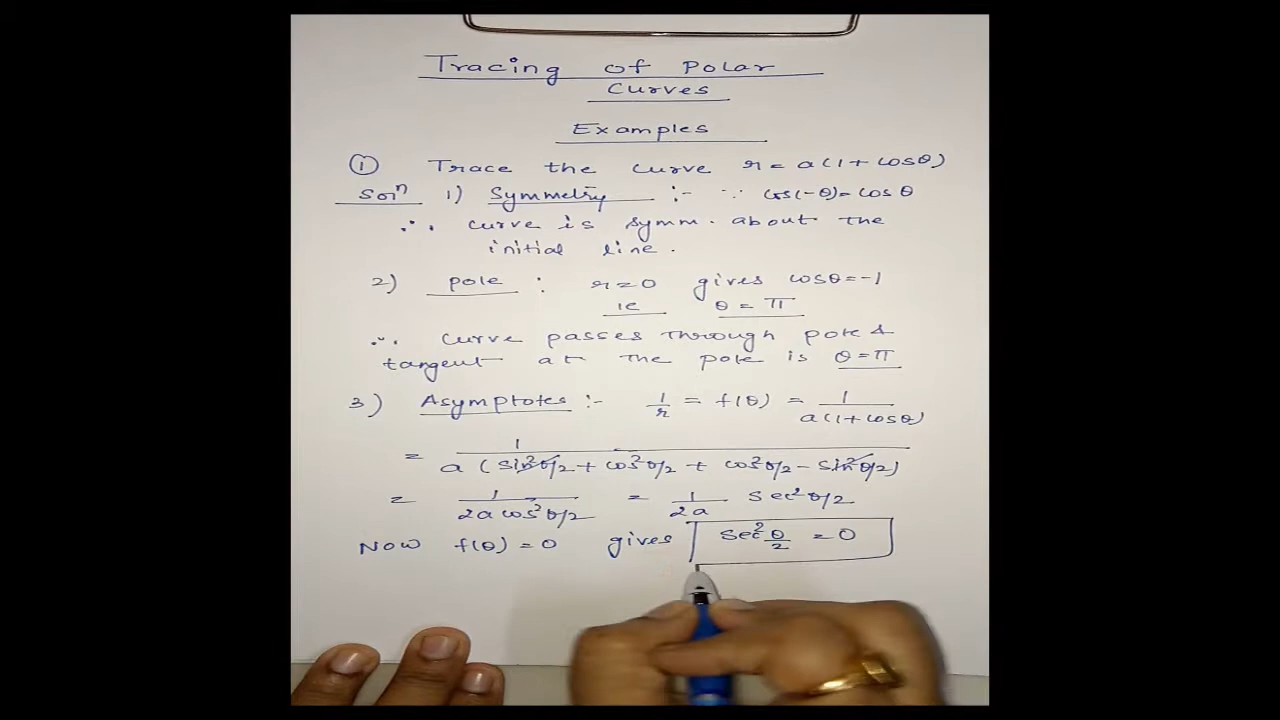 Tracing of Polar
Curves
Examples
① Trace the curve r = a(1 + cosθ)
Solⁿ 1) Symmetry :- ∵ cos(-θ) = cos θ
∴ curve is symm. about the
initial line.
2) pole : r = 0 gives cosθ = -1
ie θ = π
∴ curve passes through pole &
tangent at the pole is θ = π
3) Asymptotes :- 1/r = f(θ) = 1/a(1 + cosθ)
= 1/a(sin²θ/2 + cos²θ/2 + cos²θ/2 - sin²θ/2)
= 1/2a cos²θ/2 = 1/2a sec²θ/2
Now f(θ) = 0 gives sec²θ/2 = 0